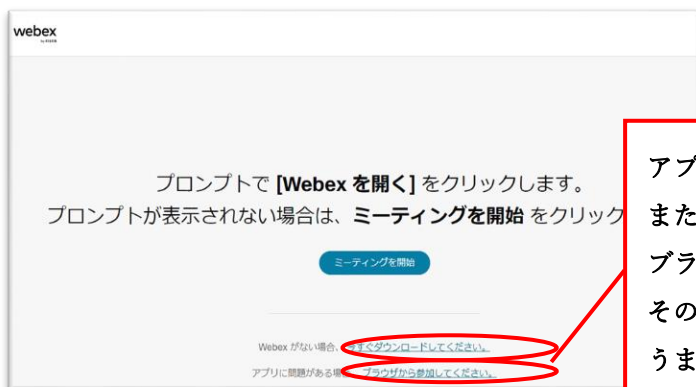 webex
by CISCO
プロンプトで [Webex を開く] をクリックします。
プロンプトが表示されない場合は、ミーティングを開始 をクリック
ミーティングを開始
Webex がない場合、今すぐダウンロードしてください。
アプリに問題がある場 ブラウザから参加してください。
アプ
また
ブラ
その
うま